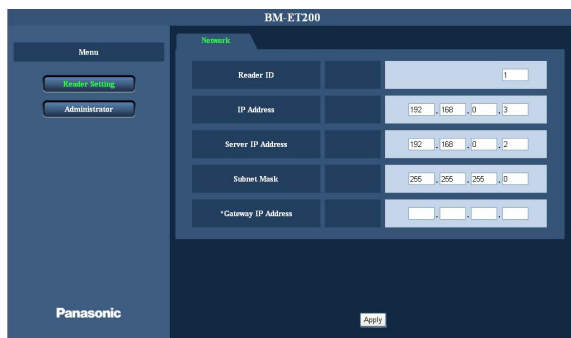 BM-ET200
Menu
Reader Setting
Administrator
Network
Reader ID 1
IP Address 192 . 168 . 0 . 3
Server IP Address 192 . 168 . 0 . 2
Subnet Mask 255 . 255 . 255 . 0
*Gateway IP Address . . .
Panasonic
Apply